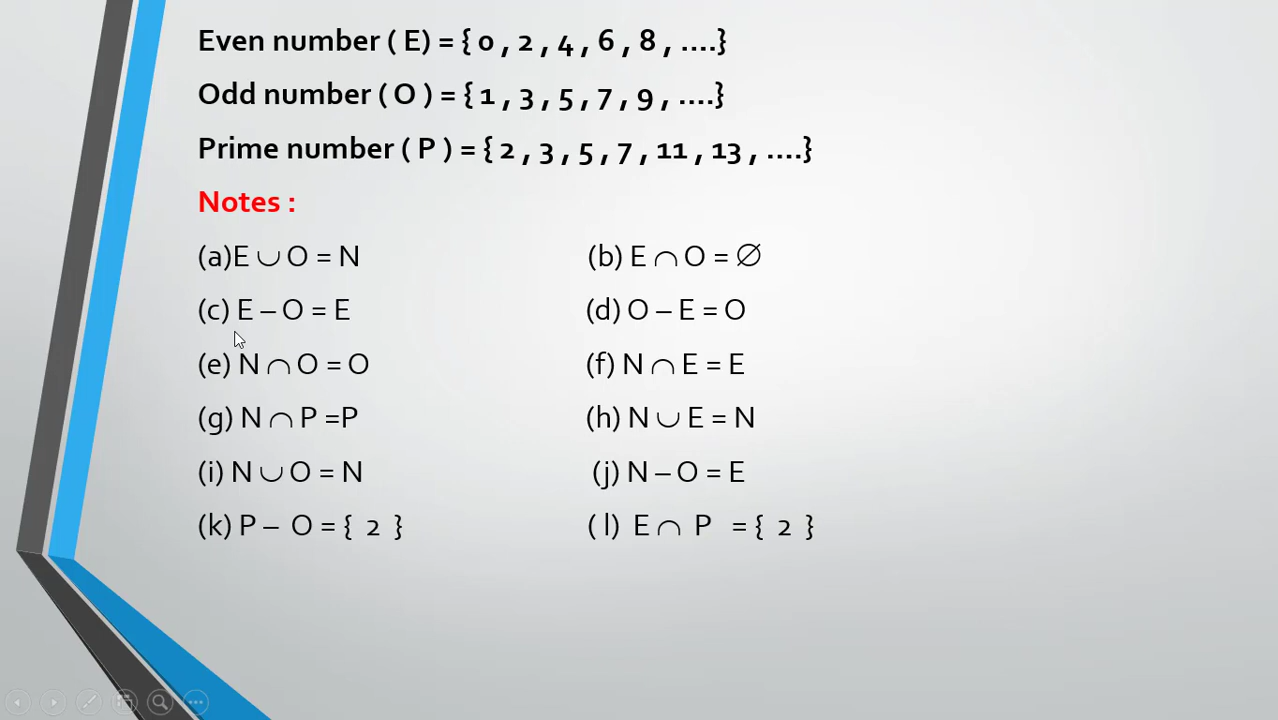 Even number ( E) = { 0 , 2 , 4 , 6 , 8 , ....}
Odd number ( O ) = { 1 , 3 , 5 , 7 , 9 , ....}
Prime number ( P ) = { 2 , 3 , 5 , 7 , 11 , 13 , ....}
Notes :
(a)E ∪ O = N (b) E ∩ O = ∅
(c) E – O = E (d) O – E = O
(e) N ∩ O = O (f) N ∩ E = E
(g) N ∩ P =P (h) N ∪ E = N
(i) N ∪ O = N (j) N – O = E
(k) P – O = { 2 } ( l) E ∩ P = { 2 }